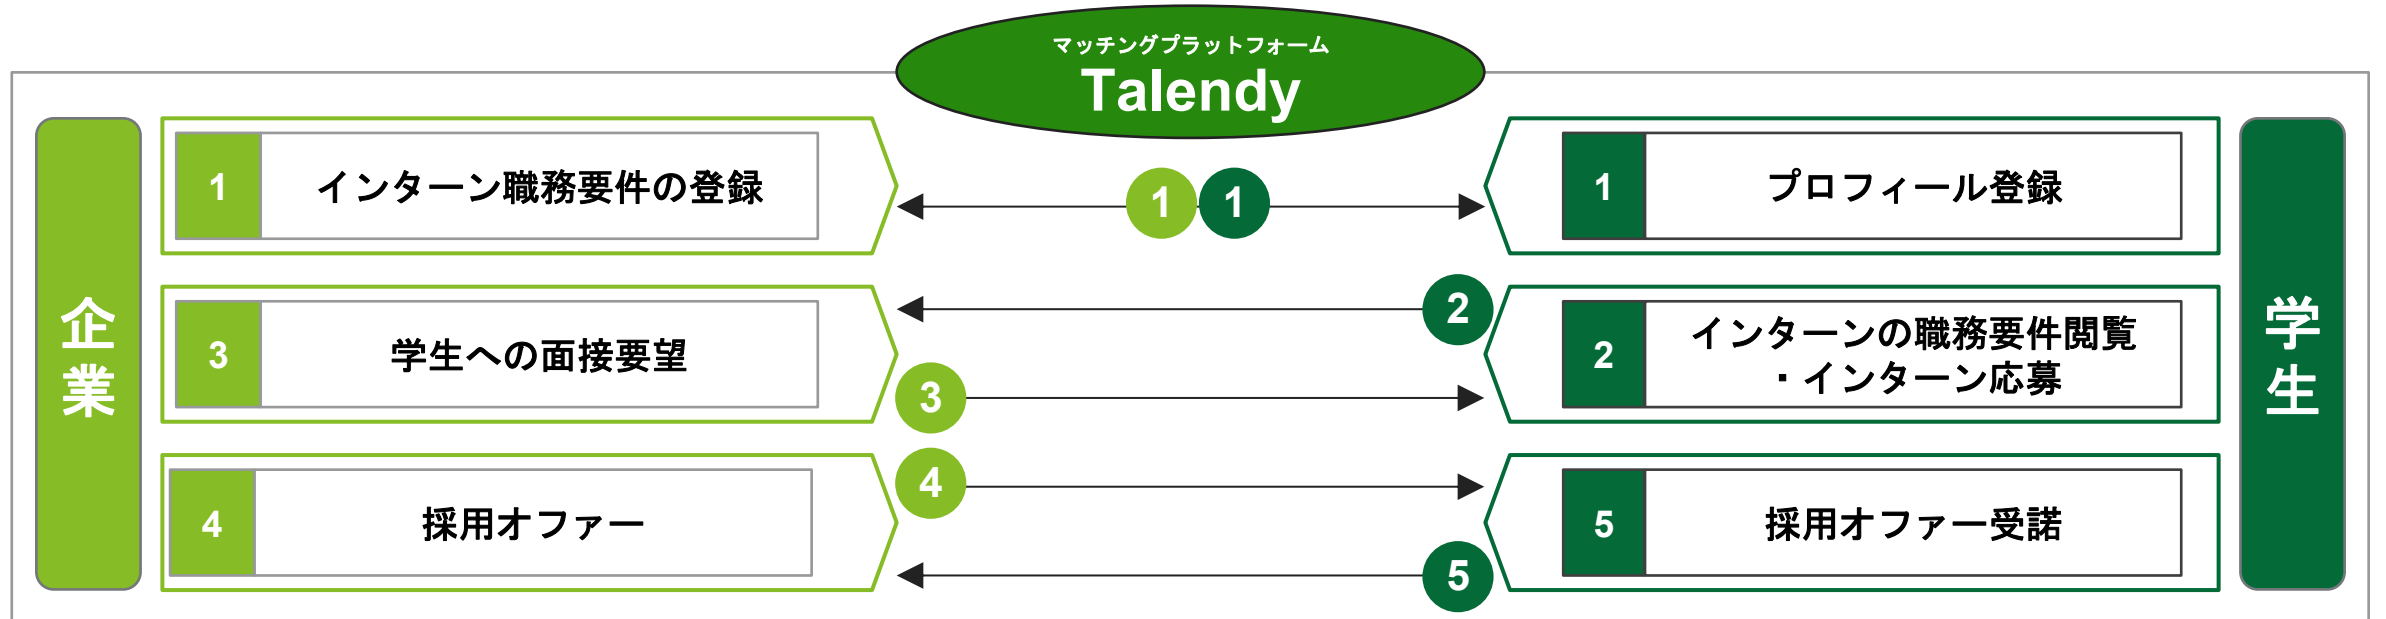 マッチングプラットフォーム
Talendy
企業
1
インターン職務要件の登録
1 1
1
プロフィール登録
学生
3
学生への面接要望
2
3
2
インターンの職務要件閲覧
・インターン応募
4
採用オファー
4
5
5
採用オファー受諾